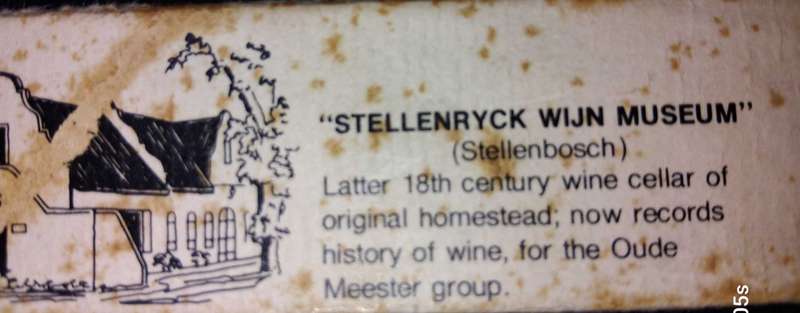 "STELLENRYCK WIJN MUSEUM"
(Stellenbosch)
Latter 18th century wine cellar of
original homestead; now records
history of wine, for the Oude
Meester group.
05s